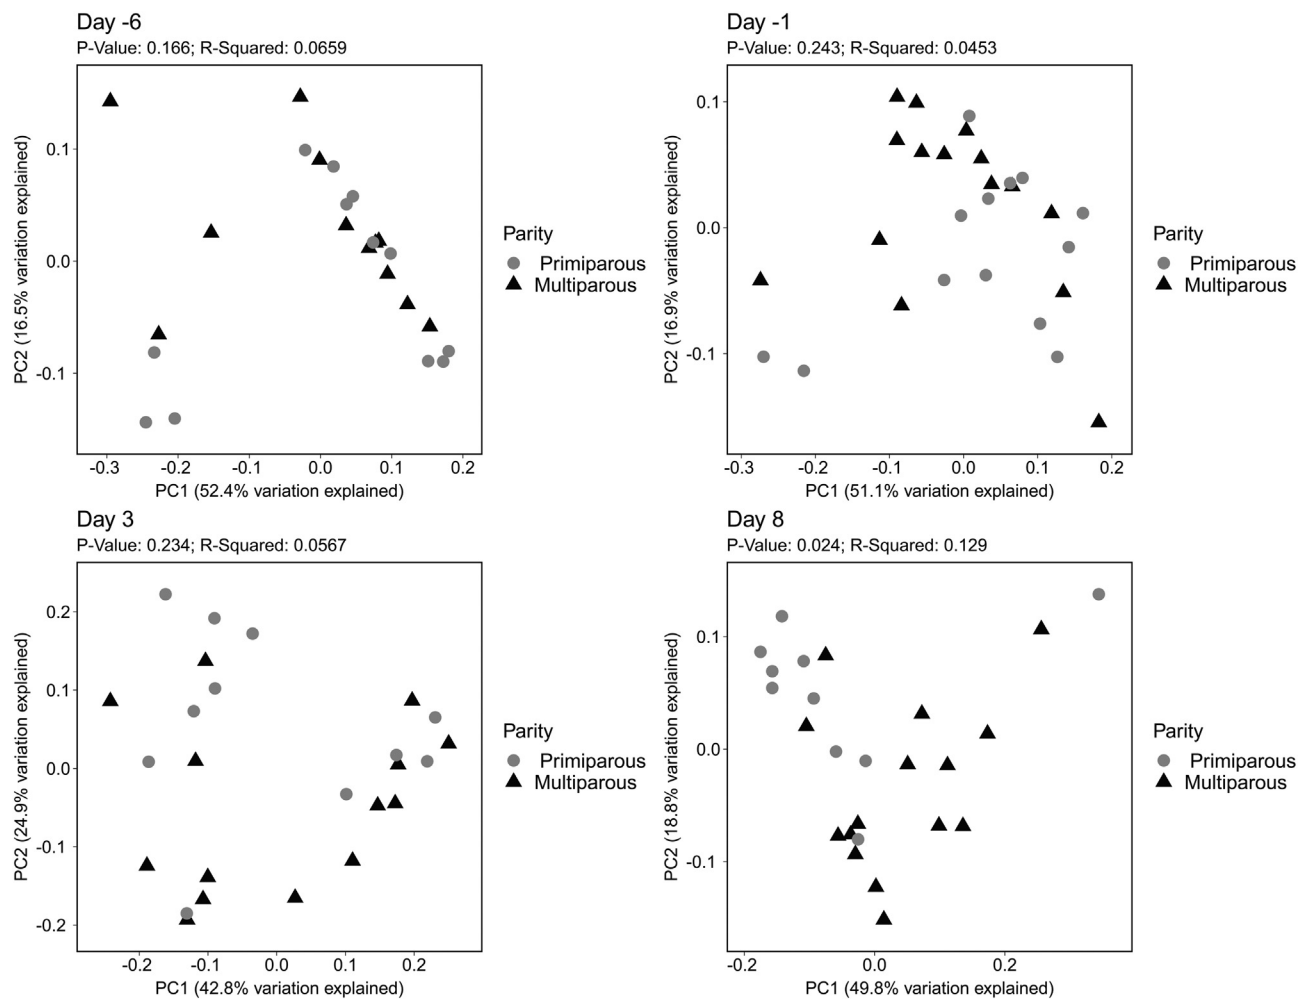 Day -6
P-Value: 0.166; R-Squared: 0.0659
PC2 (16.5% variation explained)
0.1
0.0
-0.1
-0.3 -0.2 -0.1 0.0 0.1 0.2
PC1 (52.4% variation explained)
Parity
Primiparous
Multiparous
Day -1
P-Value: 0.243; R-Squared: 0.0453
PC2 (16.9% variation explained)
0.1
0.0
-0.1
-0.3 -0.2 -0.1 0.0 0.1 0.2
PC1 (51.1% variation explained)
Parity
Primiparous
Multiparous
Day 3
P-Value: 0.234; R-Squared: 0.0567
PC2 (24.9% variation explained)
0.2
0.1
0.0
-0.1
-0.2
-0.2 -0.1 0.0 0.1 0.2
PC1 (42.8% variation explained)
Parity
Primiparous
Multiparous
Day 8
P-Value: 0.024; R-Squared: 0.129
PC2 (18.8% variation explained)
0.1
0.0
-0.1
-0.2 0.0 0.2
PC1 (49.8% variation explained)
Parity
Primiparous
Multiparous